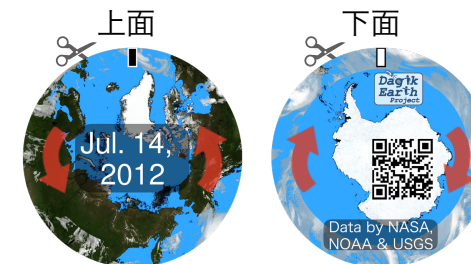 上面
下面
Jul. 14,
2012
Dagik
Earth
Project
Data by NASA,
NOAA & USGS